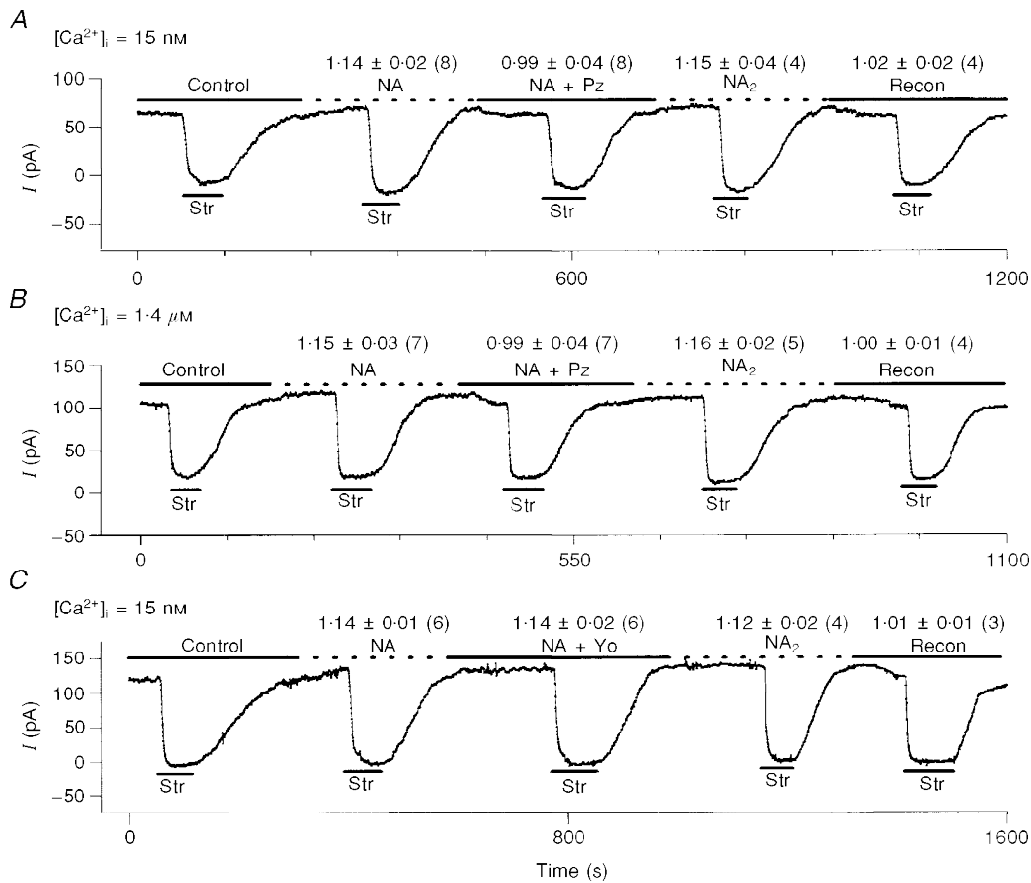 A
[Ca²⁺]ᵢ = 15 nM
1·14 ± 0·02 (8) 0·99 ± 0·04 (8) 1·15 ± 0·04 (4) 1·02 ± 0·02 (4)
Control NA NA + Pz NA₂ Recon
100
50
0
−50
I (pA)
Str Str Str Str Str
0 600 1200
B
[Ca²⁺]ᵢ = 1·4 μM
1·15 ± 0·03 (7) 0·99 ± 0·04 (7) 1·16 ± 0·02 (5) 1·00 ± 0·01 (4)
Control NA NA + Pz NA₂ Recon
150
100
50
0
−50
I (pA)
Str Str Str Str Str
0 550 1100
C
[Ca²⁺]ᵢ = 15 nM
1·14 ± 0·01 (6) 1·14 ± 0·02 (6) 1·12 ± 0·02 (4) 1·01 ± 0·01 (3)
Control NA NA + Yo NA₂ Recon
150
100
50
0
−50
I (pA)
Str Str Str Str Str
0 800 1600
Time (s)